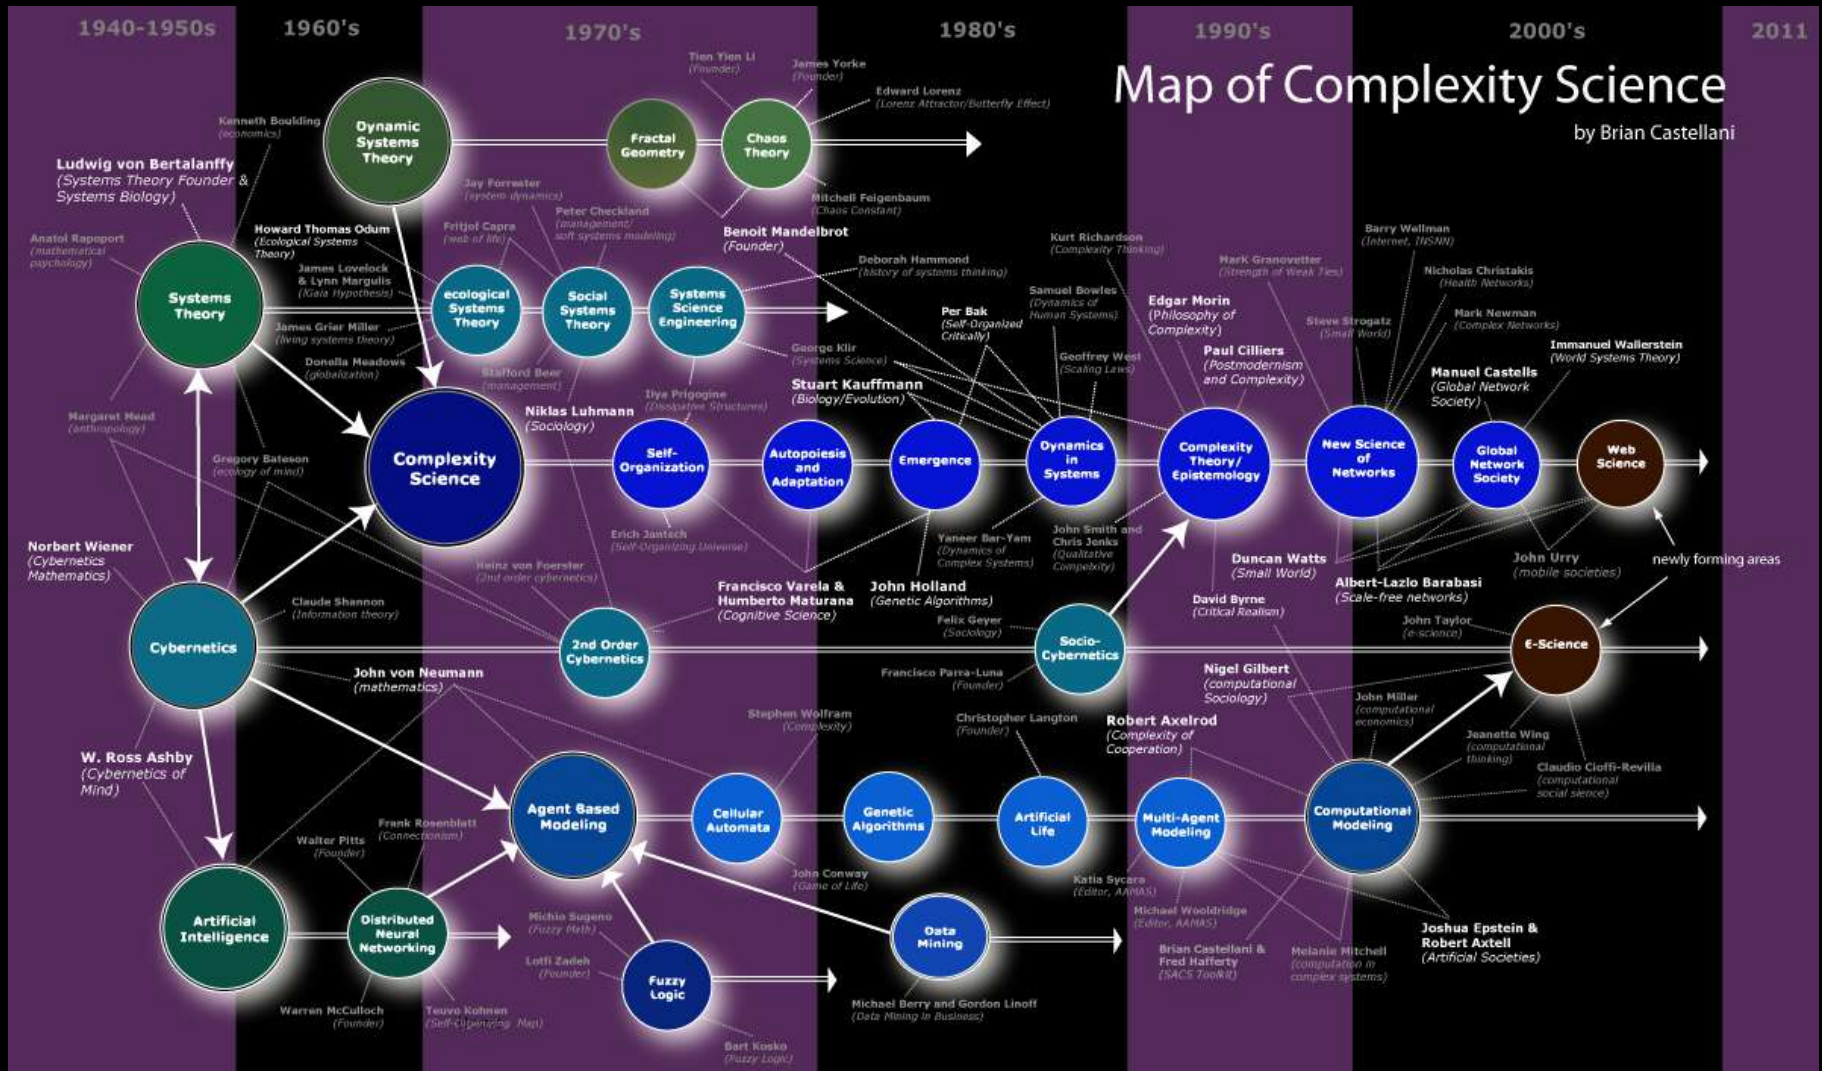 1940-1950s
1960's
1970's
1980's
1990's
2000's
2011
Map of Complexity Science
by Brian Castellani
Tien Yien Li
(Founder)
James Yorke
(Founder)
Edward Lorenz
(Lorenz Attractor/Butterfly Effect)
Kenneth Boulding
(economics)
Dynamic
Systems
Theory
Fractal
Geometry
Chaos
Theory
Ludwig von Bertalanffy
(Systems Theory Founder &
Systems Biology)
Jay Forrester
(system dynamics)
Mitchell Feigenbaum
(Chaos Constant)
Peter Checkland
(management/
soft systems modeling)
Anatol Rapoport
(mathematical
psychology)
Howard Thomas Odum
(Ecological Systems
Theory)
Fritjof Capra
(web of life)
Benoit Mandelbrot
(Founder)
Kurt Richardson
(Complexity Thinking)
Barry Wellman
(Internet, INSNN)
James Lovelock
& Lynn Margulis
(Gaia Hypothesis)
Deborah Hammond
(history of systems thinking)
Mark Granovetter
(Strength of Weak Ties)
Nicholas Christakis
(Health Networks)
Systems
Theory
ecological
Systems
Theory
Social
Systems
Theory
Systems
Science
Engineering
Samuel Bowles
(Dynamics of
Human Systems)
Edgar Morin
(Philosophy of
Complexity)
Per Bak
(Self-Organized
Critically)
Steve Strogatz
(Small World)
Mark Newman
(Complex Networks)
James Grier Miller
(living systems theory)
George Klir
(Systems Science)
Geoffrey West
(Scaling Laws)
Paul Cilliers
(Postmodernism
and Complexity)
Immanuel Wallerstein
(World Systems Theory)
Donella Meadows
(globalization)
Stafford Beer
(management)
Manuel Castells
(Global Network
Society)
Stuart Kauffmann
(Biology/Evolution)
Ilya Prigogine
(Dissipative Structures)
Margaret Mead
(anthropology)
Niklas Luhmann
(Sociology)
Gregory Bateson
(ecology of mind)
Complexity
Science
Self-
Organization
Autopoiesis
and
Adaptation
Emergence
Dynamics
in
Systems
Complexity
Theory/
Epistemology
New Science
of
Networks
Global
Network
Society
Web
Science
Erich Jantsch
(Self-Organizing Universe)
Yaneer Bar-Yam
(Dynamics of
Complex Systems)
John Smith and
Chris Jenks
(Qualitative
Compelxity)
Norbert Wiener
(Cybernetics
Mathematics)
Heinz von Foerster
(2nd order cybernetics)
Duncan Watts
(Small World)
John Urry
(mobile societies)
newly forming areas
Francisco Varela &
Humberto Maturana
(Cognitive Science)
John Holland
(Genetic Algorithms)
Albert-Lazlo Barabasi
(Scale-free networks)
David Byrne
(Critical Realism)
Claude Shannon
(Information theory)
Felix Geyer
(Sociology)
John Taylor
(e-science)
Cybernetics
2nd Order
Cybernetics
Socio-
Cybernetics
E-Science
John von Neumann
(mathematics)
Francisco Parra-Luna
(Founder)
Nigel Gilbert
(computational
Sociology)
John Miller
(computational
economics)
Stephen Wolfram
(Complexity)
Christopher Langton
(Founder)
Robert Axelrod
(Complexity of
Cooperation)
Jeanette Wing
(computational
thinking)
W. Ross Ashby
(Cybernetics of
Mind)
Claudio Cioffi-Revilla
(computational
social sience)
Agent Based
Modeling
Cellular
Automata
Genetic
Algorithms
Artificial
Life
Multi-Agent
Modeling
Computational
Modeling
Frank Rosenblatt
(Connectionism)
Walter Pitts
(Founder)
John Conway
(Game of Life)
Katia Sycara
(Editor, AAMAS)
Artificial
Intelligence
Distributed
Neural
Networking
Michio Sugeno
(Fuzzy Math)
Data
Mining
Michael Wooldridge
(Editor, AAMAS)
Joshua Epstein &
Robert Axtell
(Artificial Societies)
Brian Castellani &
Fred Hafferty
(SACS Toolkit)
Melanie Mitchell
(computation in
complex systems)
Lotfi Zadeh
(Founder)
Fuzzy
Logic
Warren McCulloch
(Founder)
Teuvo Kohnen
(Self-Organizing Map)
Michael Berry and Gordon Linoff
(Data Mining in Business)
Bart Kosko
(Fuzzy Logic)